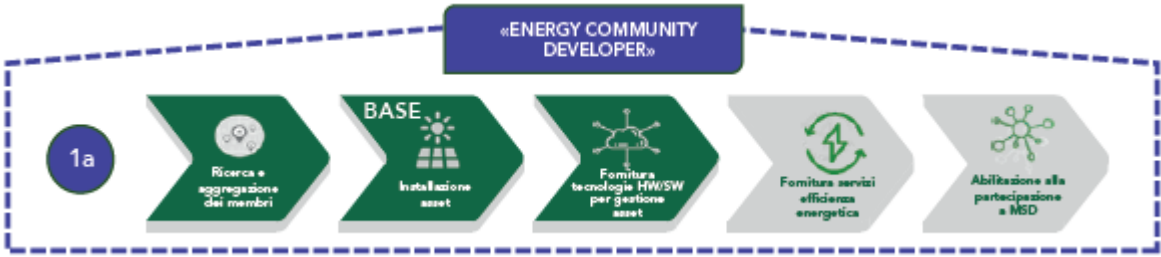 «ENERGY COMMUNITY
DEVELOPER»
1a
Ricerca e
aggregazione
dei membri
BASE
Installazione
asset
Fornitura
tecnologie HW/SW
per gestione
asset
Fornitura servizi
efficienza
energetica
Abilitazione alla
partecipazione
a MSD